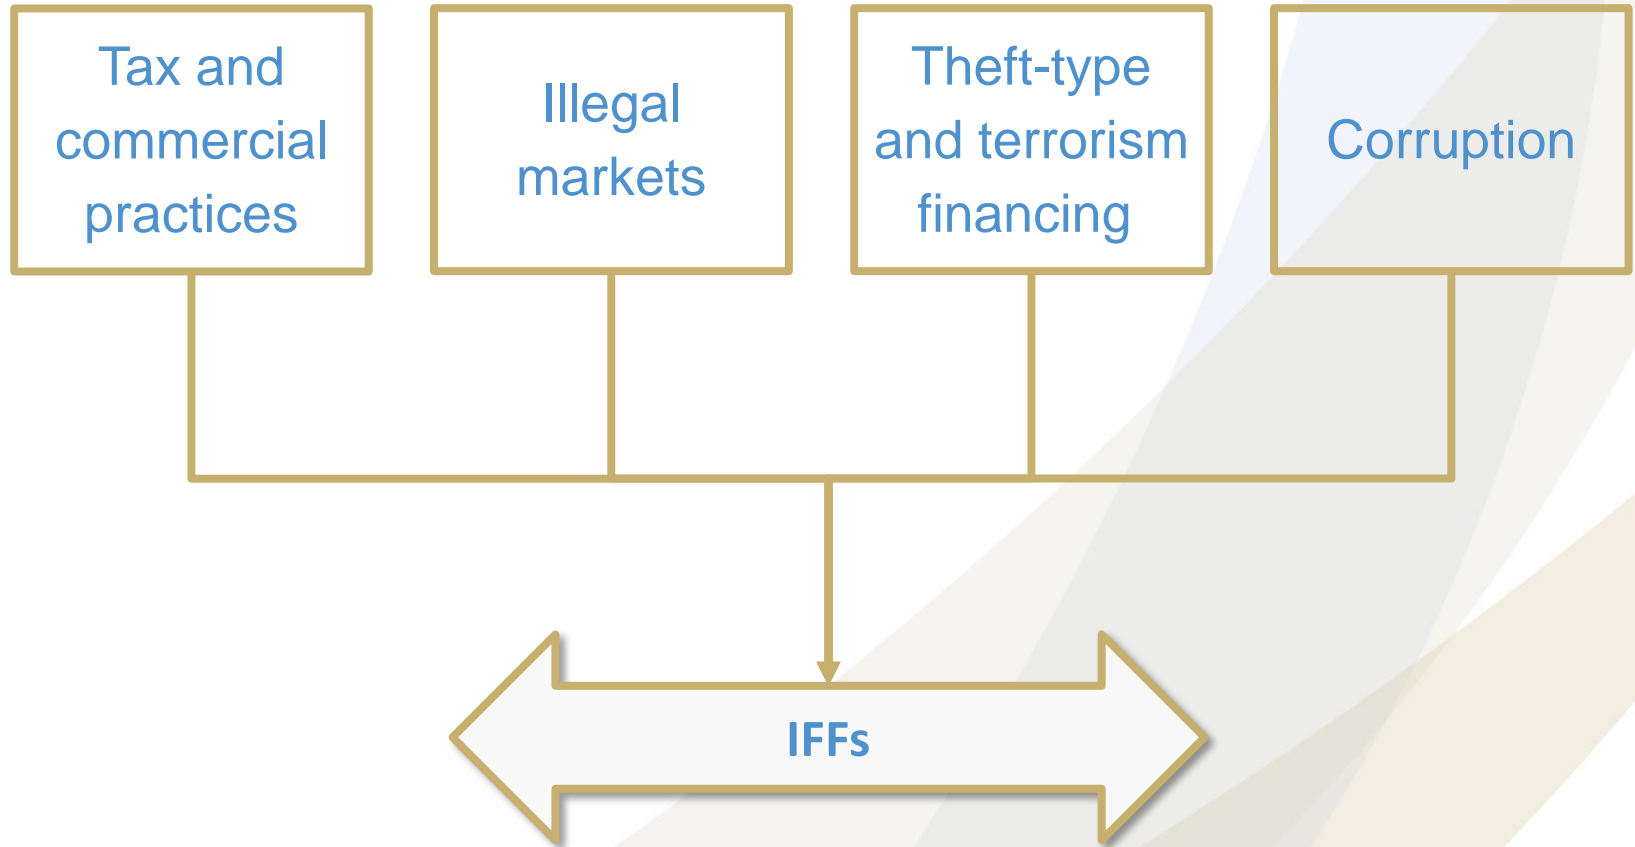 Tax and
commercial
practices
Illegal
markets
Theft-type
and terrorism
financing
Corruption
IFFs